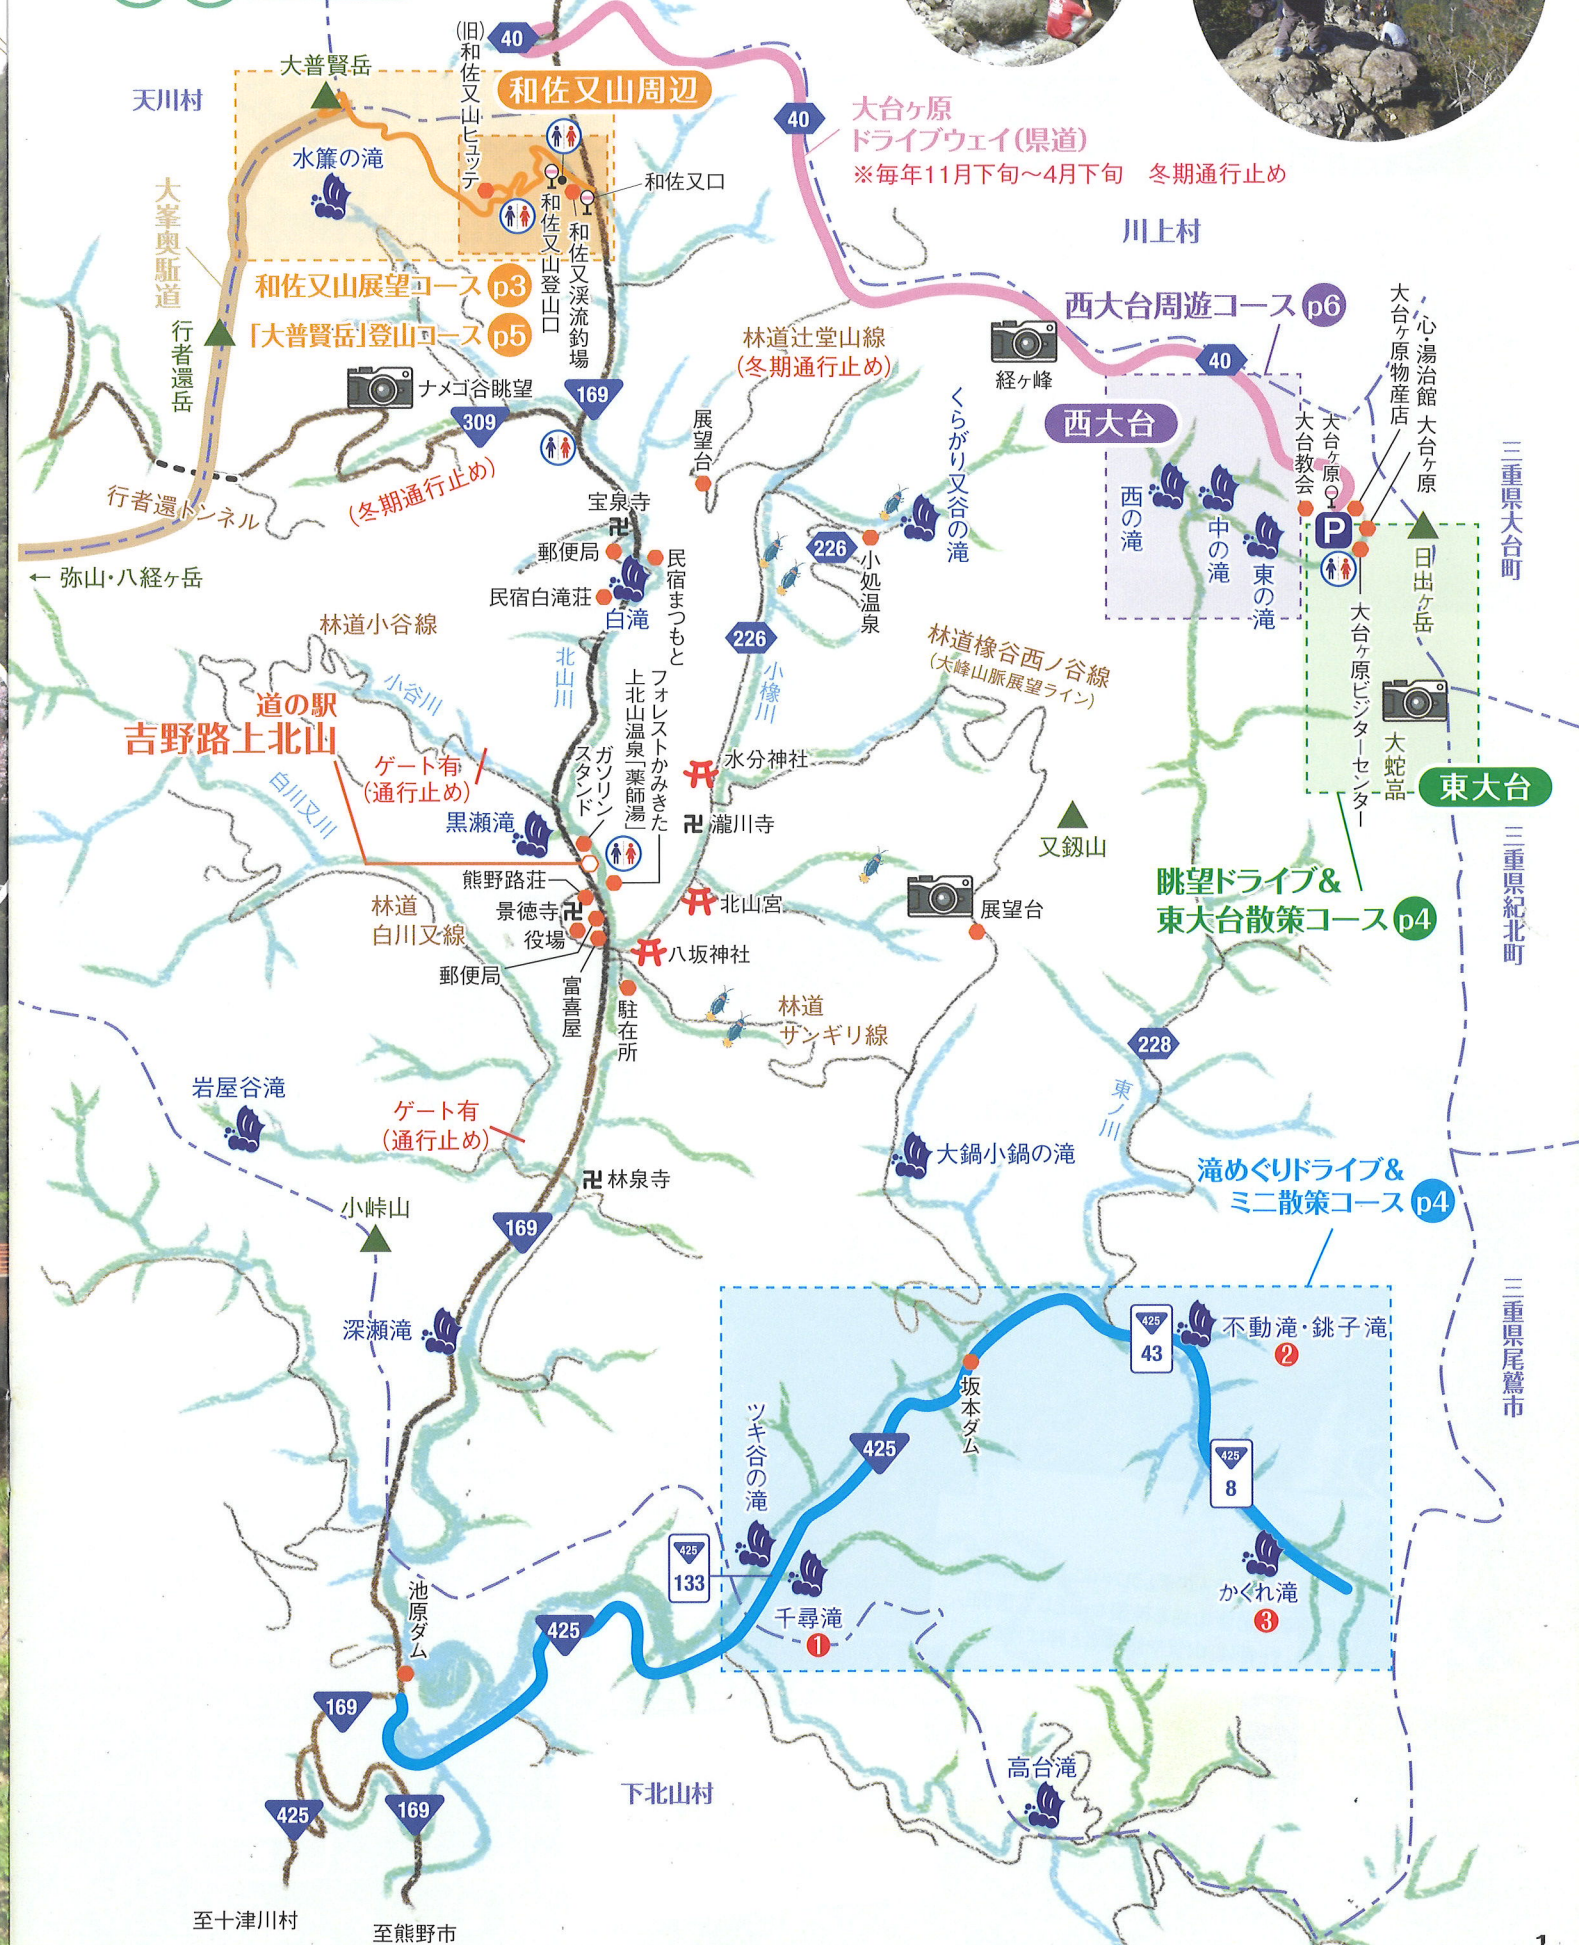 大普賢岳
天川村
(旧)和佐又山ヒュッテ
40
和佐又山周辺
水簾の滝
和佐又口
和佐又山登山口
和佐又渓流釣場
大峯奥駈道
和佐又山展望コース p3
「大普賢岳」登山コース p5
行者還岳
40
大台ヶ原
ドライブウェイ(県道)
※毎年11月下旬〜4月下旬 冬期通行止め
川上村
西大台周遊コース p6
大台ヶ原物産店
心・湯治館 大台ヶ原
経ヶ峰
40
林道辻堂山線
(冬期通行止め)
ナメゴ谷眺望
309
169
(冬期通行止め)
行者還トンネル
← 弥山・八経ヶ岳
展望台
くらがり又谷の滝
西大台
西の滝
中の滝
東の滝
大台教会
大台ヶ原
P
日出ヶ岳
三重県大台町
宝泉寺
郵便局
民宿まつもと
民宿白滝荘
白滝
226
小処温泉
226
小橡川
北山川
林道小谷線
小谷川
林道橡谷西ノ谷線
(大峰山脈展望ライン)
大台ヶ原ビジターセンター
大蛇嵓
東大台
道の駅
吉野路上北山
ゲート有
(通行止め)
白川又川
黒瀬滝
ガソリンスタンド
上北山温泉「薬師湯」
フォレストかみきた
水分神社
瀧川寺
又釼山
三重県紀北町
眺望ドライブ&
東大台散策コース p4
熊野路荘
景徳寺
役場
郵便局
富喜屋
北山宮
八坂神社
展望台
林道
白川又線
駐在所
林道
サンギリ線
228
東ノ川
岩屋谷滝
ゲート有
(通行止め)
林泉寺
大鍋小鍋の滝
滝めぐりドライブ&
ミニ散策コース p4
小峠山
169
深瀬滝
三重県尾鷲市
425
43
不動滝・銚子滝
2
坂本ダム
ツキ谷の滝
425
425
8
425
133
千尋滝
1
かくれ滝
3
池原ダム
425
169
425
169
下北山村
高台滝
至十津川村
至熊野市
1